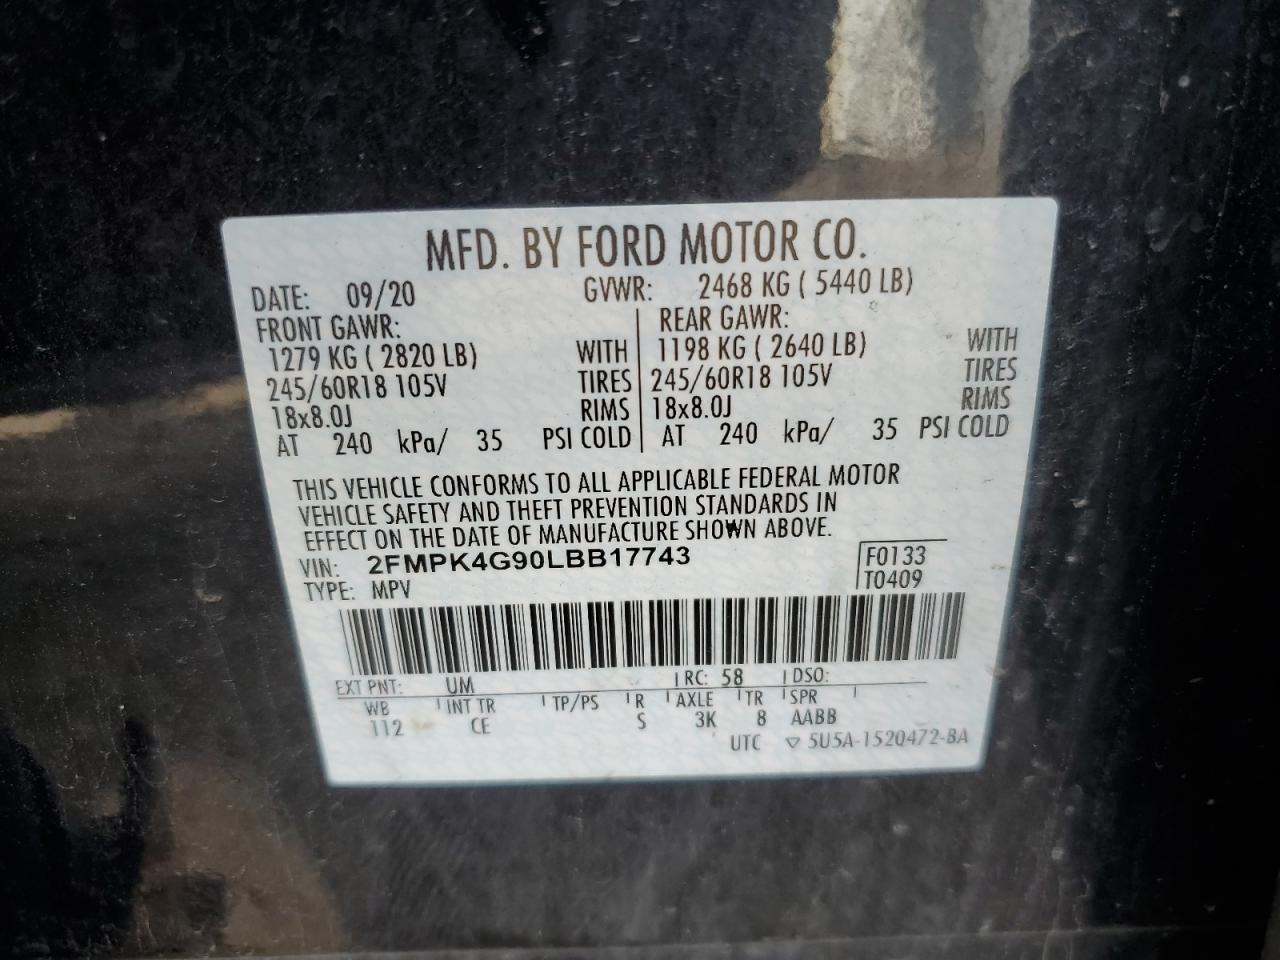 MFD. BY FORD MOTOR CO.
DATE: 09/20 GVWR: 2468 KG ( 5440 LB)
FRONT GAWR: REAR GAWR:
1279 KG ( 2820 LB) WITH 1198 KG ( 2640 LB) WITH
245/60R18 105V TIRES 245/60R18 105V TIRES
18x8.0J RIMS 18x8.0J RIMS
AT 240 kPa/ 35 PSI COLD AT 240 kPa/ 35 PSI COLD
THIS VEHICLE CONFORMS TO ALL APPLICABLE FEDERAL MOTOR
VEHICLE SAFETY AND THEFT PREVENTION STANDARDS IN
EFFECT ON THE DATE OF MANUFACTURE SHOWN ABOVE.
VIN: 2FMPK4G90LBB17743 F0133
TYPE: MPV T0409
EXT PNT: UM RC: 58 DSO:
WB INT TR TP/PS R AXLE TR SPR
112 CE S 3K 8 AABB
UTC ▽ 5U5A-1520472-BA